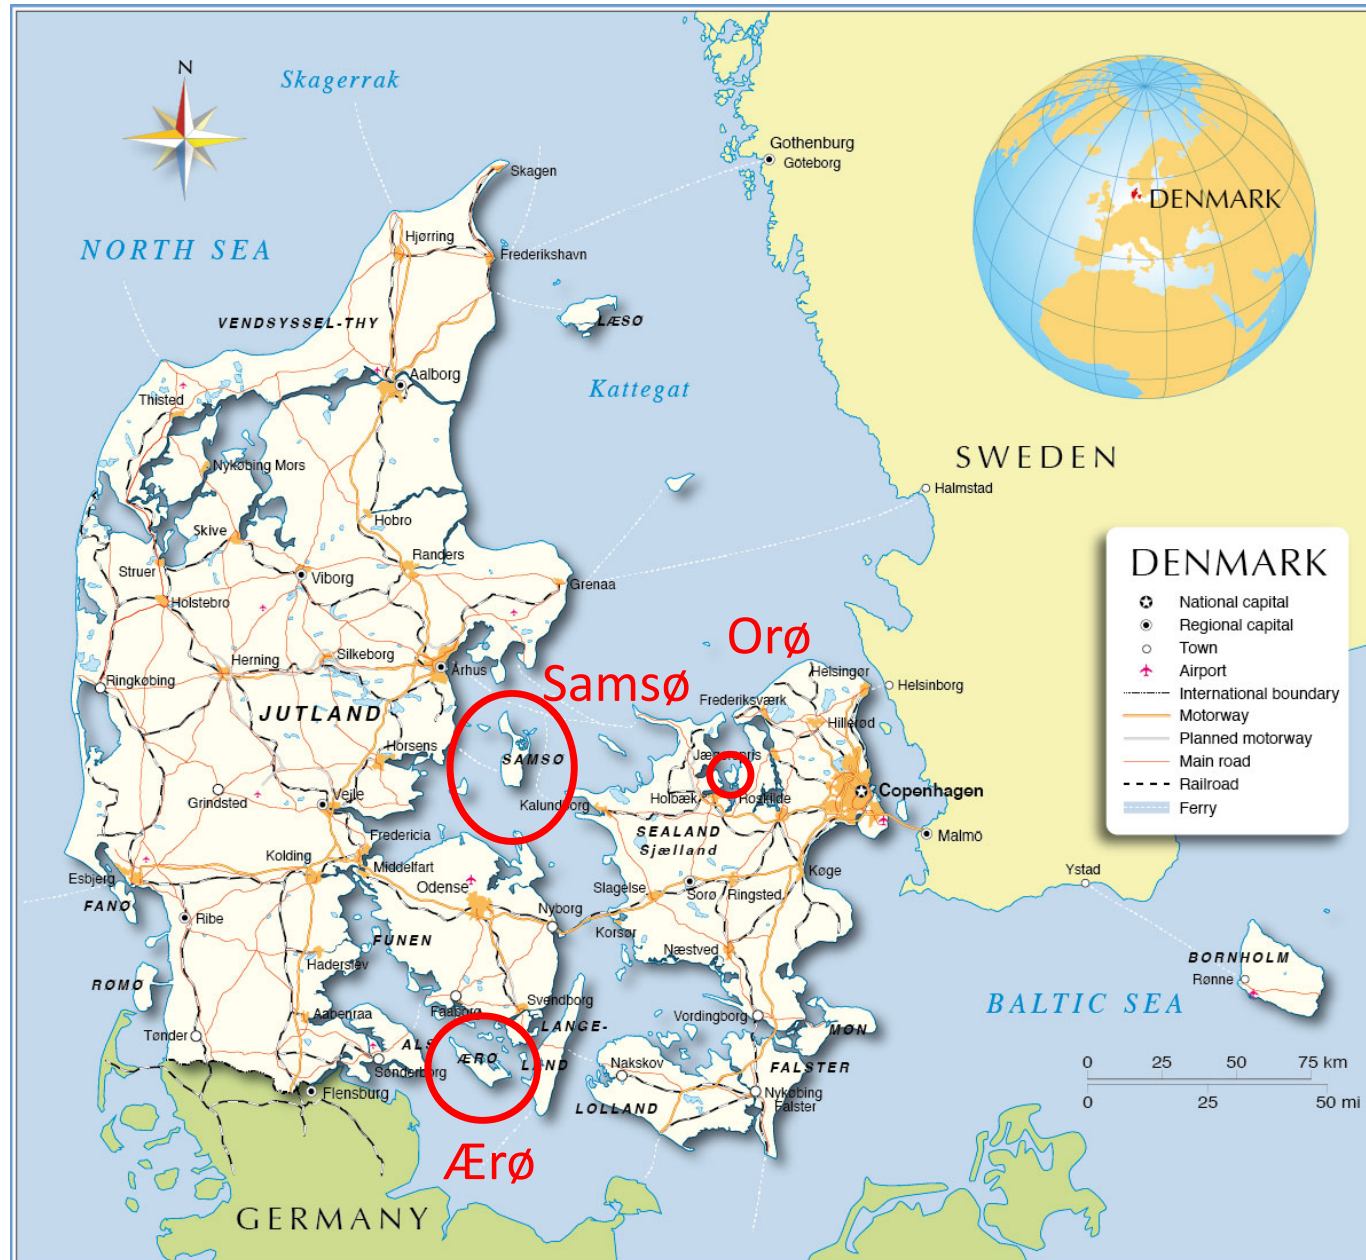 N
Skagerrak
Gothenburg
Göteborg
Skagen
DENMARK
NORTH SEA
Hjørring
Frederikshavn
VENDSYSSEL-THY
LÆSØ
Aalborg
Kattegat
Thisted
SWEDEN
Nykøbing Mors
Halmstad
Hobro
Skive
Randers
Struer
Viborg
Grenaa
Holstebro
DENMARK
National capital
Regional capital
Town
Airport
International boundary
Motorway
Planned motorway
Main road
Railroad
Ferry
Orø
Silkeborg
Herning
Århus
Samsø
Helsingør
Helsinborg
Ringkøbing
Frederiksværk
Hillerød
JUTLAND
Horsens
SAMSØ
Jægerspris
Grindsted
Vejle
Kalundborg
Holbæk
Roskilde
Copenhagen
Fredericia
SEALAND
Sjælland
Malmö
Kolding
Middelfart
Køge
Ystad
Esbjerg
Odense
Slagelse
Sorø
Ringsted
FANØ
Ribe
Nyborg
Korsør
FUNEN
Næstved
Haderslev
BORNHOLM
Rønne
RØMØ
Faaborg
Svendborg
BALTIC SEA
Aabenraa
LANGE-
LAND
Vordingborg
MØN
Tønder
ALS
ÆRØ
Sønderborg
Nakskov
FALSTER
0 25 50 75 km
0 25 50 mi
Flensburg
LOLLAND
Nykøbing
Falster
Ærø
GERMANY